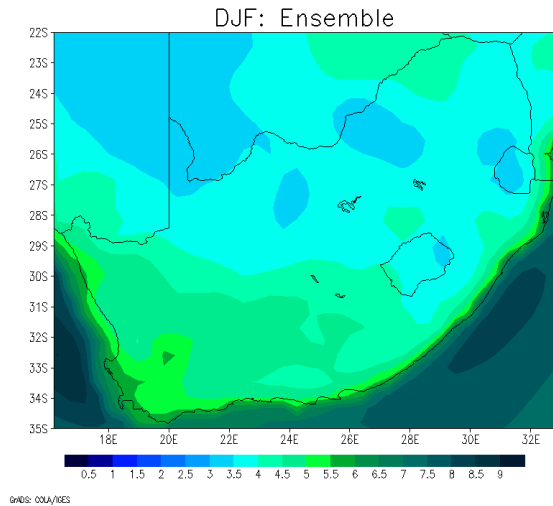 DJF: Ensemble
22S
23S
24S
25S
26S
27S
28S
29S
30S
31S
32S
33S
34S
35S
18E 20E 22E 24E 26E 28E 30E 32E
0.5 1 1.5 2 2.5 3 3.5 4 4.5 5 5.5 6 6.5 7 7.5 8 8.5 9
GrADS: COLA/IGES